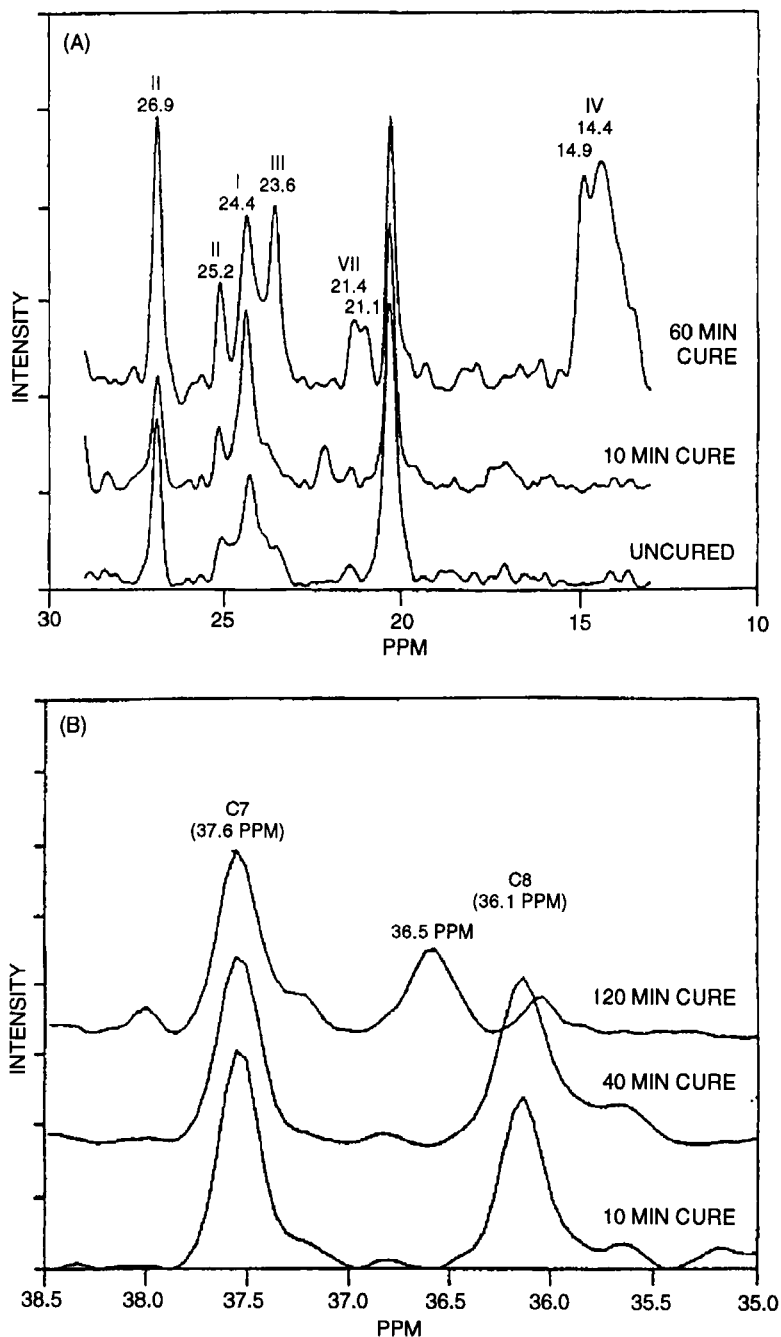 (A)
II
26.9
I
24.4
III
23.6
II
25.2
VII
21.4
21.1
IV
14.4
14.9
60 MIN
CURE
10 MIN CURE
UNCURED
INTENSITY
30
25
20
15
10
PPM
(B)
C7
(37.6 PPM)
C8
(36.1 PPM)
36.5 PPM
120 MIN CURE
40 MIN CURE
10 MIN CURE
INTENSITY
38.5
38.0
37.5
37.0
36.5
36.0
35.5
35.0
PPM